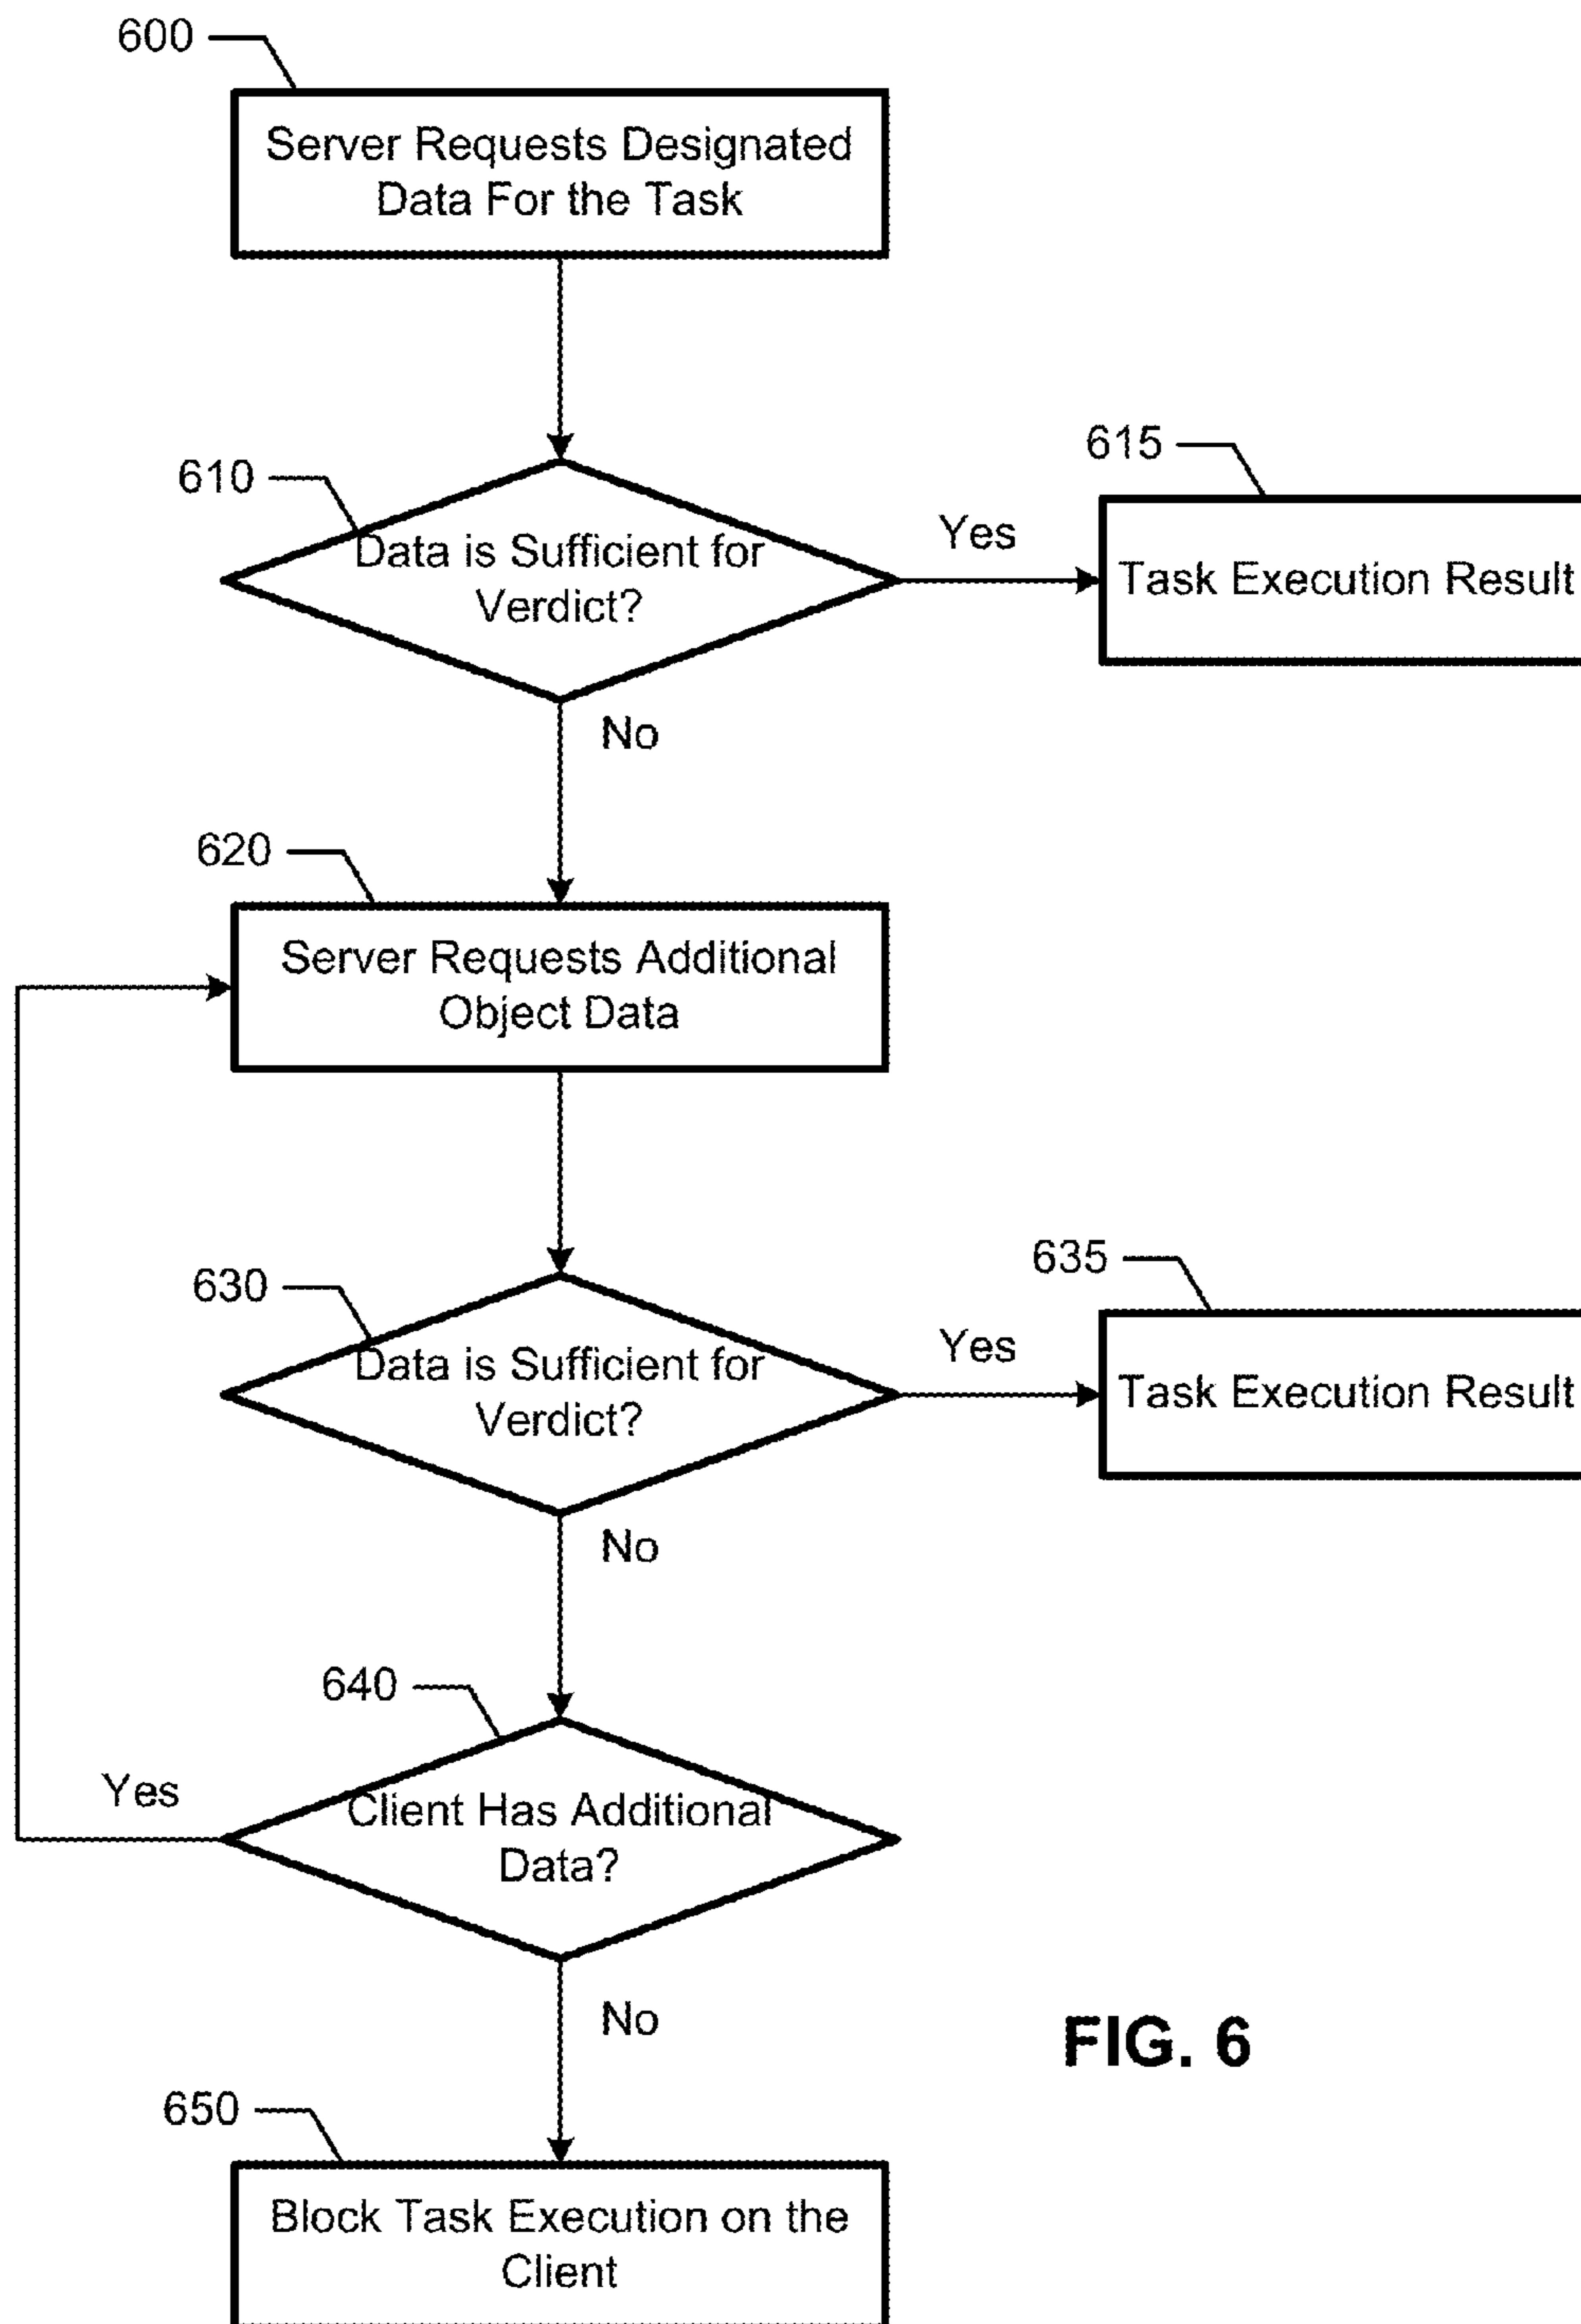 600
Server Requests Designated
Data For the Task
610
Data is Sufficient for
Verdict?
Yes
615
Task Execution Result
No
620
Server Requests Additional
Object Data
630
Data is Sufficient for
Verdict?
Yes
635
Task Execution Result
No
640
Yes
Client Has Additional
Data?
No
FIG. 6
650
Block Task Execution on the
Client